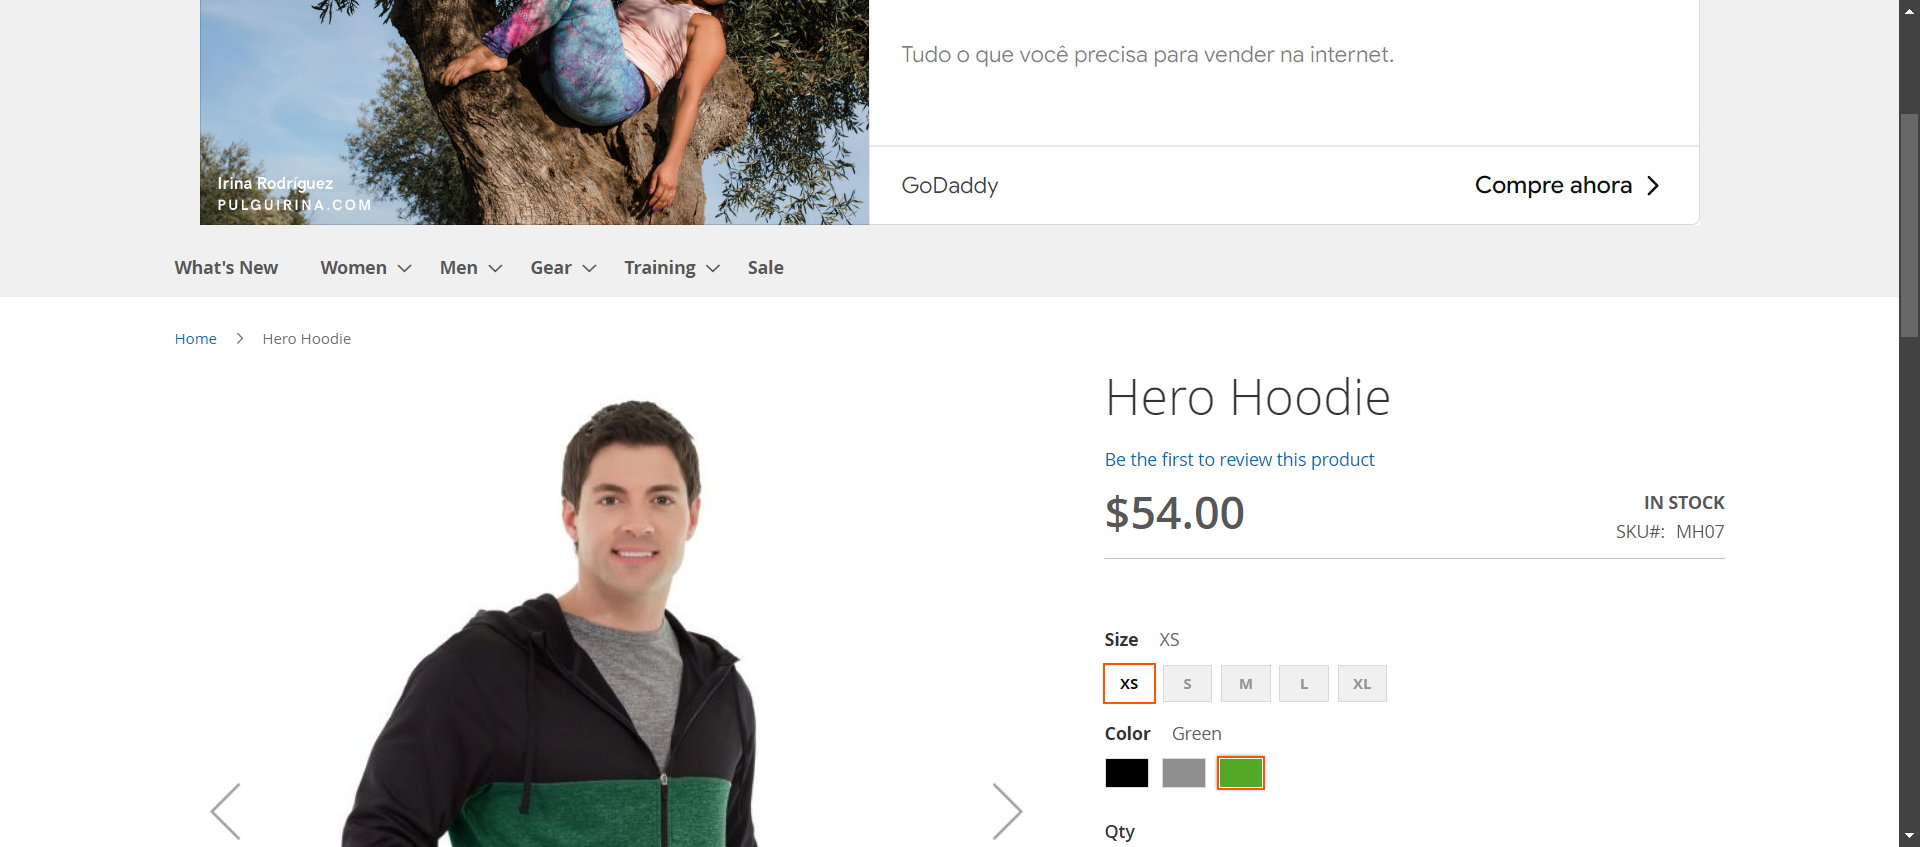 Tudo o que você precisa para vender na internet.
Irina Rodríguez
PULGUIRINA.COM
GoDaddy
Compre ahora
What's New
Women
Men
Gear
Training
Sale
Home
Hero Hoodie
Hero Hoodie
Be the first to review this product
$54.00
IN STOCK
SKU#: MH07
Size XS
XS S M L XL
Color Green
Qty